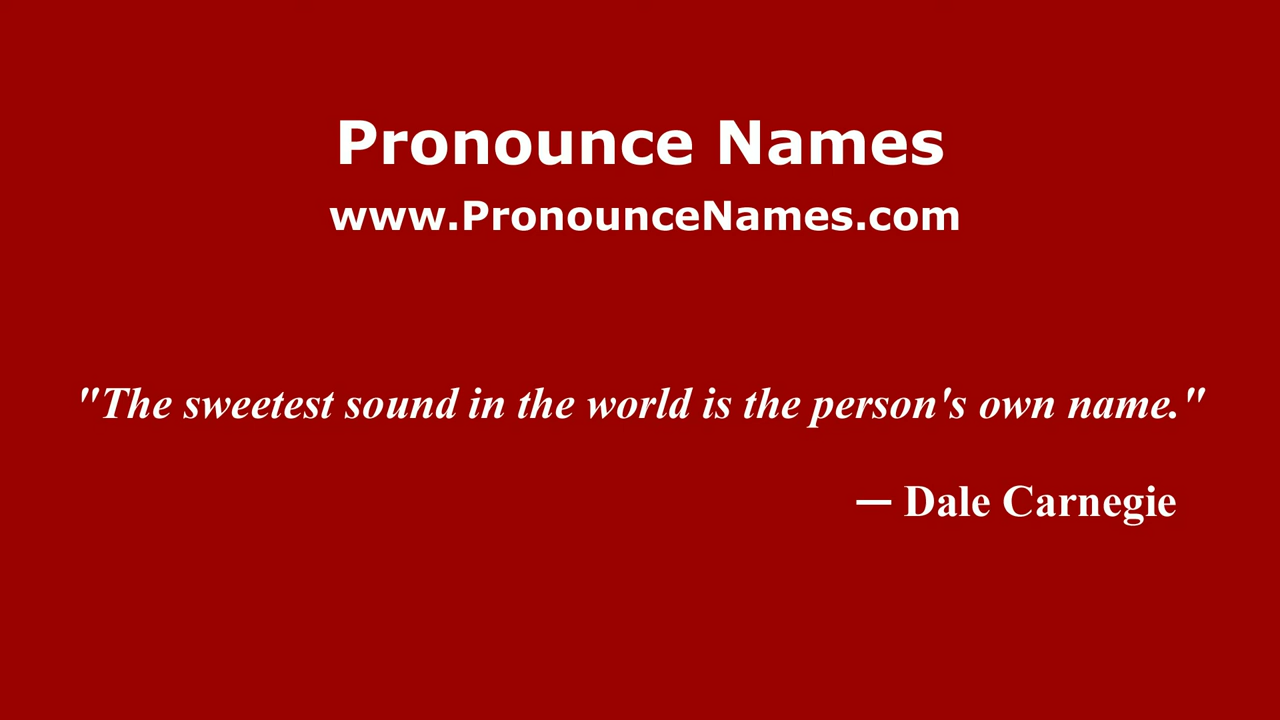 Pronounce Names
www.PronounceNames.com
"The sweetest sound in the world is the person's own name."
— Dale Carnegie